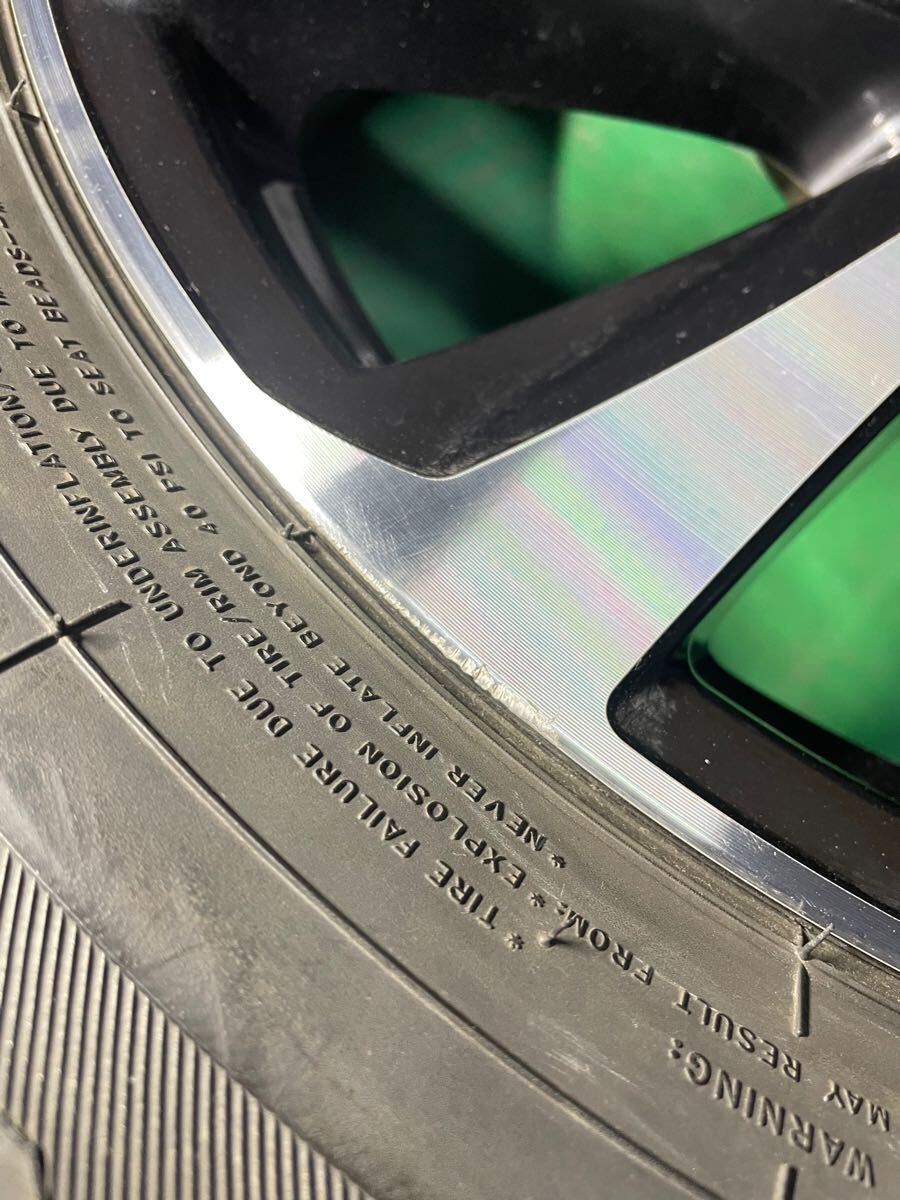 WARNING:
MAY RESULT FROM:
* TIRE FAILURE DUE TO UNDERINFLATION/
* EXPLOSION OF TIRE/RIM ASSEMBLY DUE TO
* NEVER INFLATE BEYOND 40 PSI TO SEAT BEADS